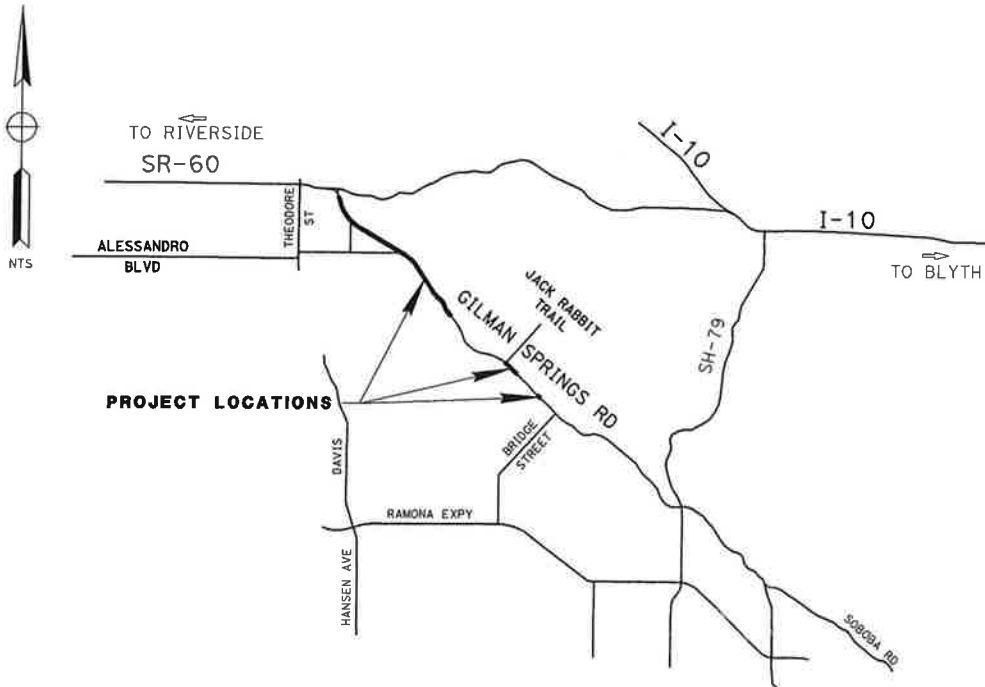 TO RIVERSIDE
SR-60
I-10
I-10
TO BLYTH
THEODORE
ST
ALESSANDRO
BLVD
NTS
JACK RABBIT
TRAIL
GILMAN SPRINGS RD
SH-79
PROJECT LOCATIONS
BRIDGE
STREET
DAVIS
RAMONA EXPY
HANSEN AVE
SOBOBA RD